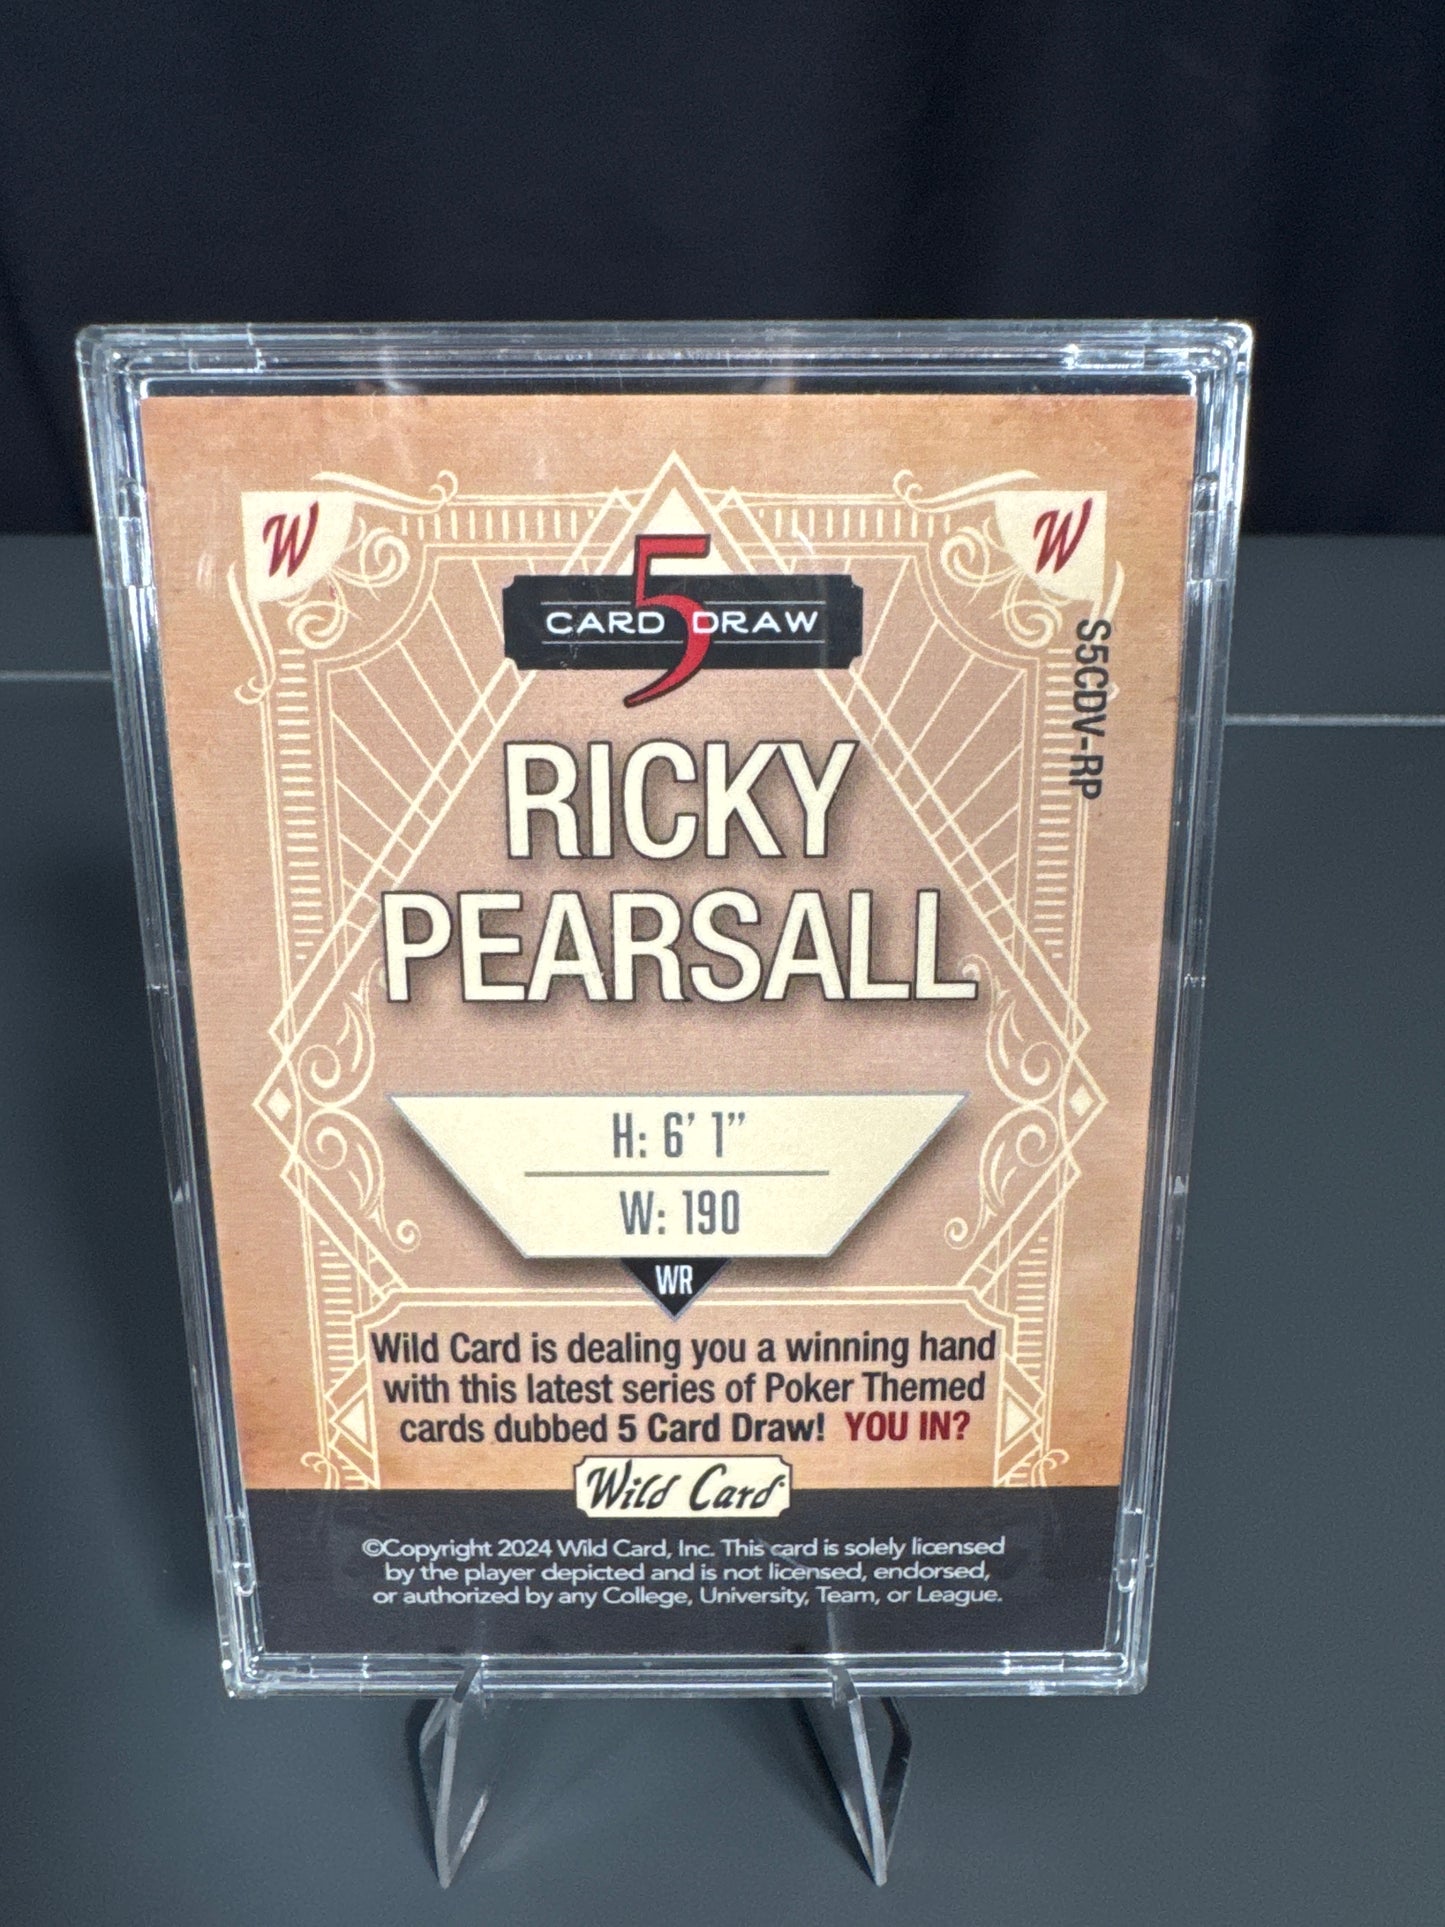 W
W
5
CARD DRAW
S5CDV-RP
RICKY
PEARSALL
H: 6' 1"
W: 190
WR
Wild Card is dealing you a winning hand
with this latest series of Poker Themed
cards dubbed 5 Card Draw! YOU IN?
Wild Card
©Copyright 2024 Wild Card, Inc. This card is solely licensed
by the player depicted and is not licensed, endorsed,
or authorized by any College, University, Team, or League.